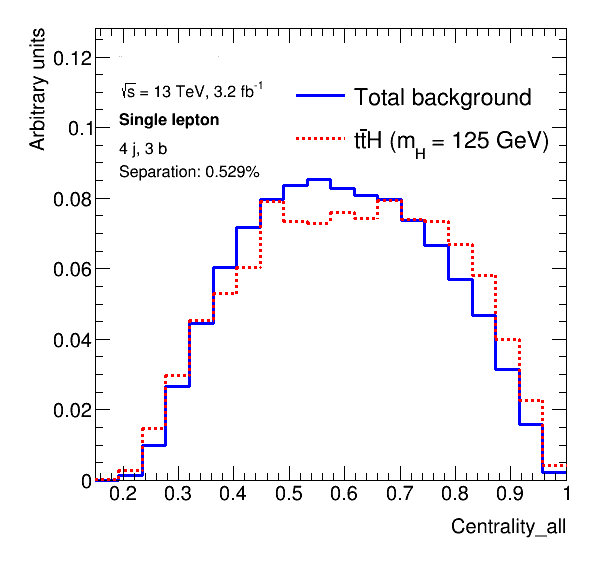 Arbitrary units
0.12
0.1
0.08
0.06
0.04
0.02
0
√s = 13 TeV, 3.2 fb⁻¹
Single lepton
4 j, 3 b
Separation: 0.529%
Total background
tt̄H (m_H = 125 GeV)
0.2 0.3 0.4 0.5 0.6 0.7 0.8 0.9 1
Centrality_all